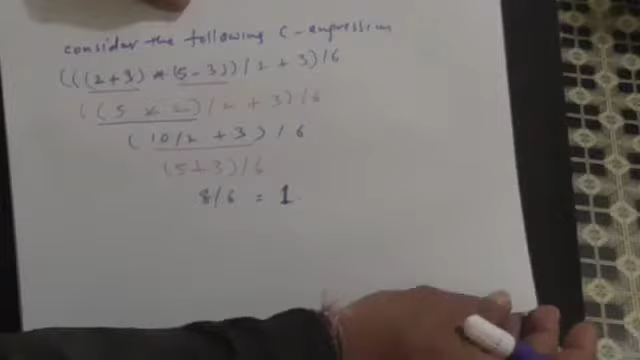 consider the following C-expression
(((2+3) * (5-3))/2 + 3)/6
((5 * 2)/2 + 3)/6
(10/2 + 3)/6
(5+3)/6
8/6 = 1